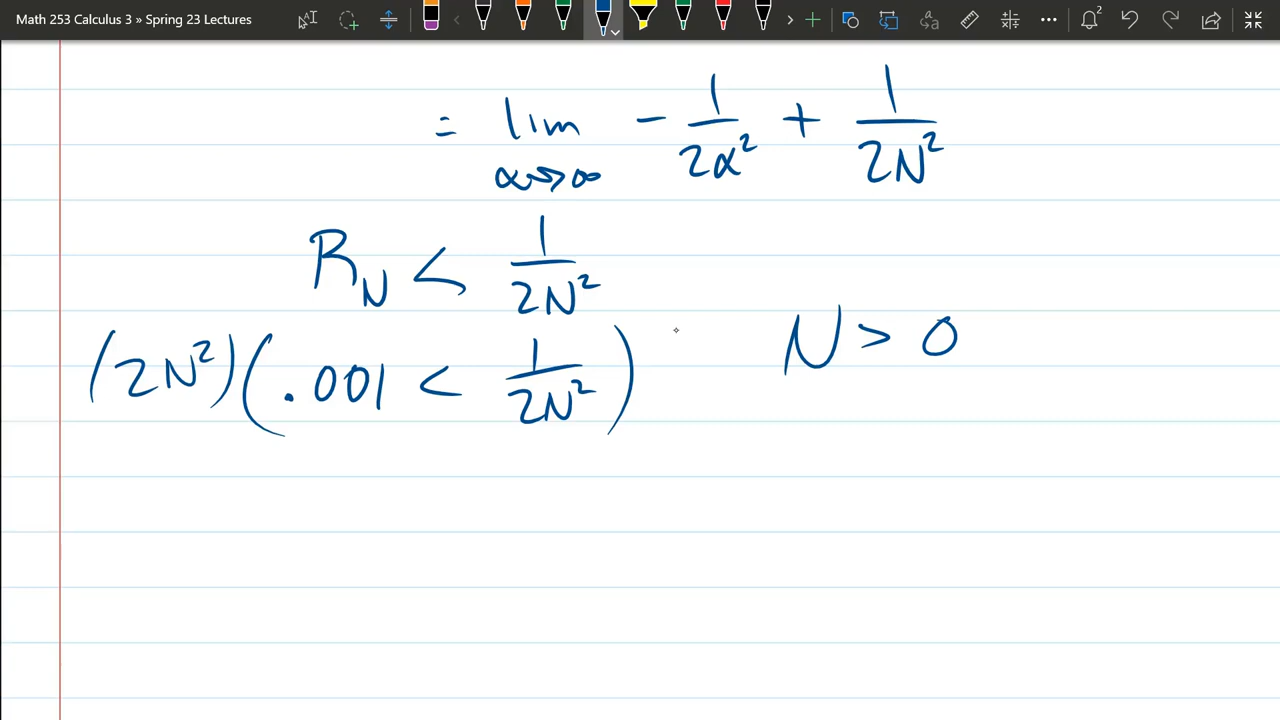 Math 253 Calculus 3 » Spring 23 Lectures
2
= lim α→∞ - 1/2α² + 1/2N²
R_N < 1/2N²
(2N²)(.001 < 1/2N²) N > 0